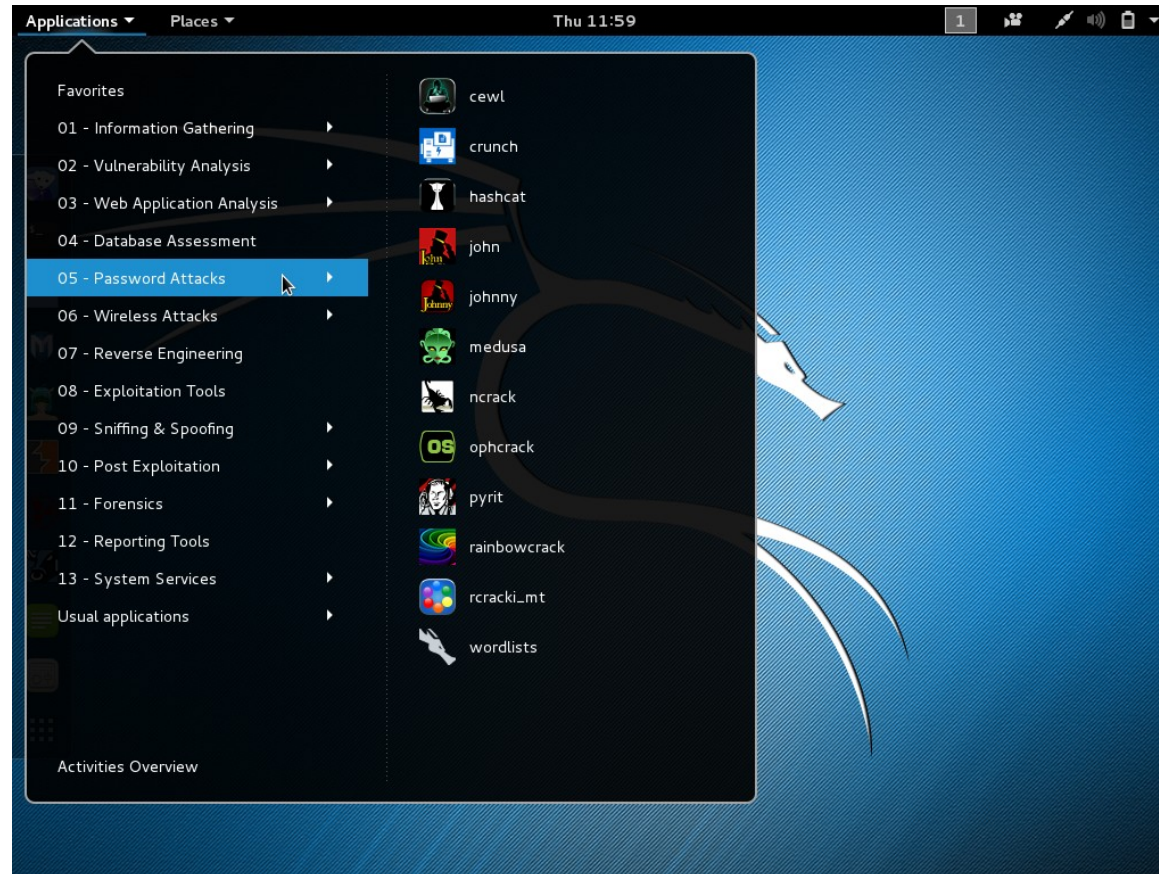 Applications Places Thu 11:59 1
Favorites
01 - Information Gathering
02 - Vulnerability Analysis
03 - Web Application Analysis
04 - Database Assessment
05 - Password Attacks
06 - Wireless Attacks
07 - Reverse Engineering
08 - Exploitation Tools
09 - Sniffing & Spoofing
10 - Post Exploitation
11 - Forensics
12 - Reporting Tools
13 - System Services
Usual applications
Activities Overview
cewl
crunch
hashcat
john
johnny
medusa
ncrack
OS
ophcrack
pyrit
rainbowcrack
rcracki_mt
wordlists